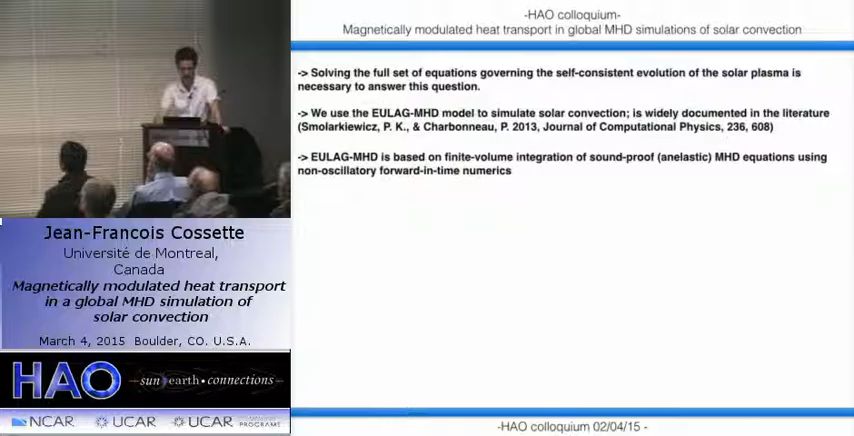 -HAO colloquium-
Magnetically modulated heat transport in global MHD simulations of solar convection
-> Solving the full set of equations governing the self-consistent evolution of the solar plasma is
necessary to answer this question.
-> We use the EULAG-MHD model to simulate solar convection; is widely documented in the literature
(Smolarkiewicz, P. K., & Charbonneau, P. 2013, Journal of Computational Physics, 236, 608)
-> EULAG-MHD is based on finite-volume integration of sound-proof (anelastic) MHD equations using
non-oscillatory forward-in-time numerics
-HAO colloquium 02/04/15 -
Jean-Francois Cossette
Université de Montreal,
Canada
Magnetically modulated heat transport
in a global MHD simulation of
solar convection
March 4, 2015 Boulder, CO. U.S.A.
HAO
sun earth • connections
NCAR
UCAR
UCAR
PROGRAMS